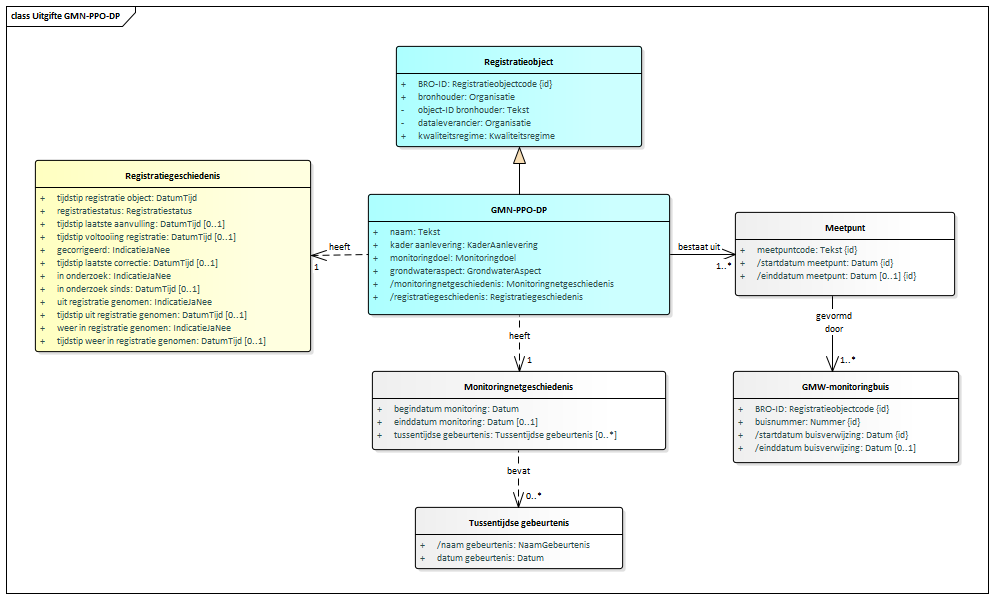 class Uitgifte GMN-PPO-DP
Registratieobject
+ BRO-ID: Registratieobjectcode {id}
+ bronhouder: Organisatie
- object-ID bronhouder: Tekst
- dataleverancier: Organisatie
+ kwaliteitsregime: Kwaliteitsregime
Registratiegeschiedenis
+ tijdstip registratie object: DatumTijd
+ registratiestatus: Registratiestatus
+ tijdstip laatste aanvulling: DatumTijd [0..1]
+ tijdstip voltooiing registratie: DatumTijd [0..1]
+ gecorrigeerd: IndicatieJaNee
+ tijdstip laatste correctie: DatumTijd [0..1]
+ in onderzoek: IndicatieJaNee
+ in onderzoek sinds: DatumTijd [0..1]
+ uit registratie genomen: IndicatieJaNee
+ tijdstip uit registratie genomen: DatumTijd [0..1]
+ weer in registratie genomen: IndicatieJaNee
+ tijdstip weer in registratie genomen: DatumTijd [0..1]
heeft
1
GMN-PPO-DP
+ naam: Tekst
+ kader aanlevering: KaderAanlevering
+ monitoringdoel: Monitoringdoel
+ grondwateraspect: GrondwaterAspect
+ /monitoringnetgeschiedenis: Monitoringnetgeschiedenis
+ /registratiegeschiedenis: Registratiegeschiedenis
bestaat uit
1..*
Meetpunt
+ meetpuntcode: Tekst {id}
+ /startdatum meetpunt: Datum {id}
+ /einddatum meetpunt: Datum [0..1] {id}
heeft
1
gevormd
door
1..*
Monitoringnetgeschiedenis
+ begindatum monitoring: Datum
+ einddatum monitoring: Datum [0..1]
+ tussentijdse gebeurtenis: Tussentijdse gebeurtenis [0..*]
GMW-monitoringbuis
+ BRO-ID: Registratieobjectcode {id}
+ buisnummer: Nummer {id}
+ /startdatum buisverwijzing: Datum {id}
+ /einddatum buisverwijzing: Datum [0..1]
bevat
0..*
Tussentijdse gebeurtenis
+ /naam gebeurtenis: NaamGebeurtenis
+ datum gebeurtenis: Datum